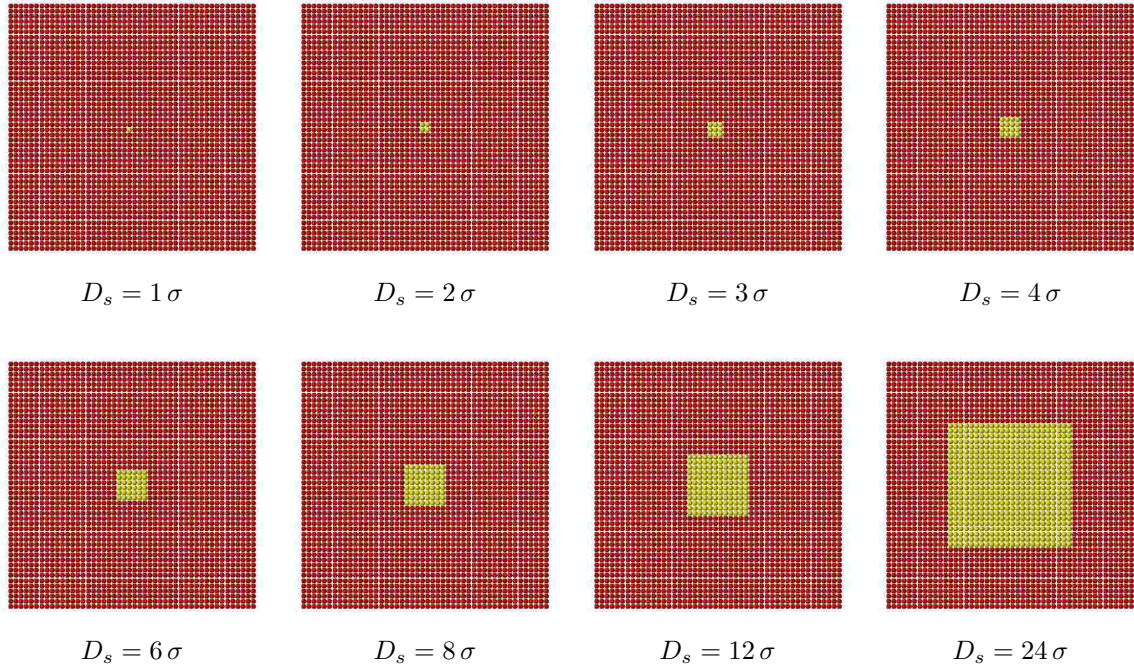 D_s = 1 σ
D_s = 2 σ
D_s = 3 σ
D_s = 4 σ
D_s = 6 σ
D_s = 8 σ
D_s = 12 σ
D_s = 24 σ